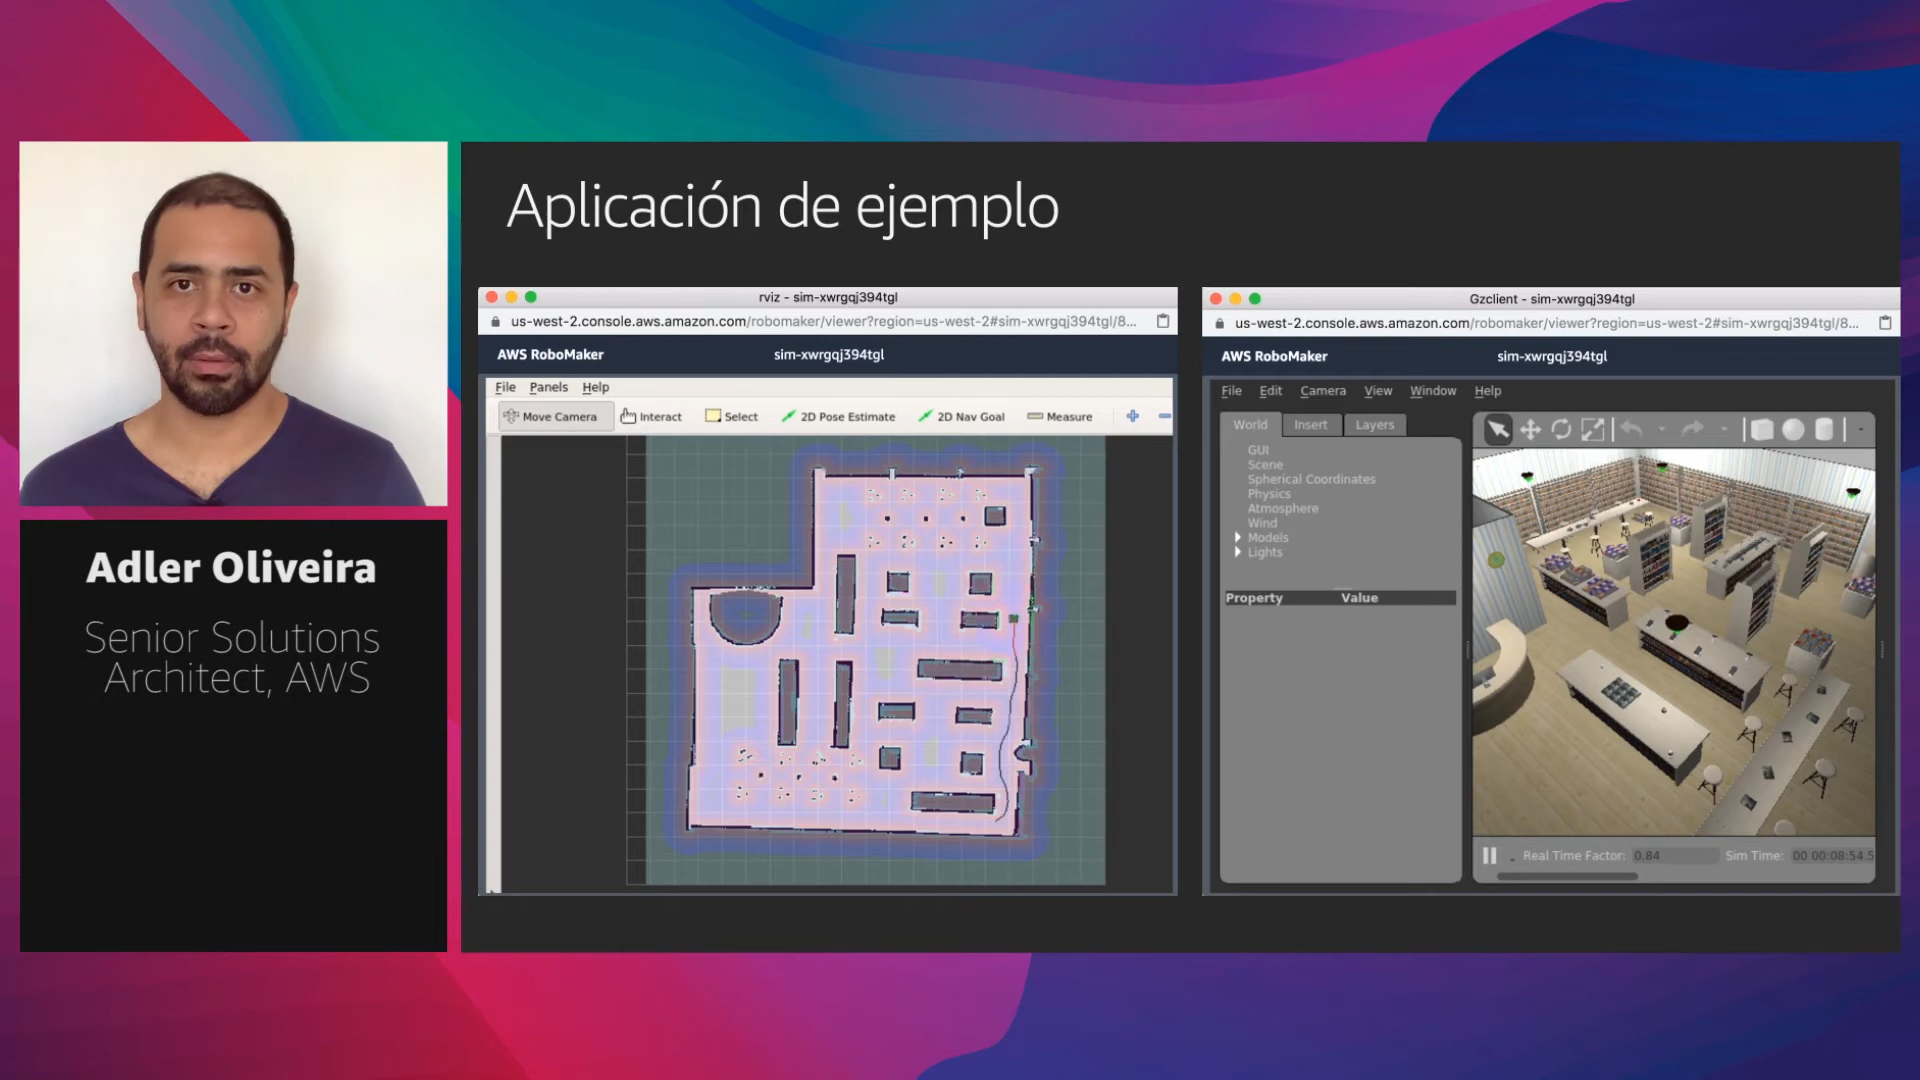 Aplicación de ejemplo
Adler Oliveira
Senior Solutions
Architect, AWS
rviz - sim-xwrgqj394tgl
us-west-2.console.aws.amazon.com/robomaker/viewer?region=us-west-2#sim-xwrgqj394tgl/8...
AWS RoboMaker sim-xwrgqj394tgl
File Panels Help
Move Camera Interact Select 2D Pose Estimate 2D Nav Goal Measure
Gzclient - sim-xwrgqj394tgl
us-west-2.console.aws.amazon.com/robomaker/viewer?region=us-west-2#sim-xwrgqj394tgl/8...
AWS RoboMaker sim-xwrgqj394tgl
File Edit Camera View Window Help
World Insert Layers
GUI
Scene
Spherical Coordinates
Physics
Atmosphere
Wind
Models
Lights
Property Value
Real Time Factor: 0.84 Sim Time: 00 00:08:54.5